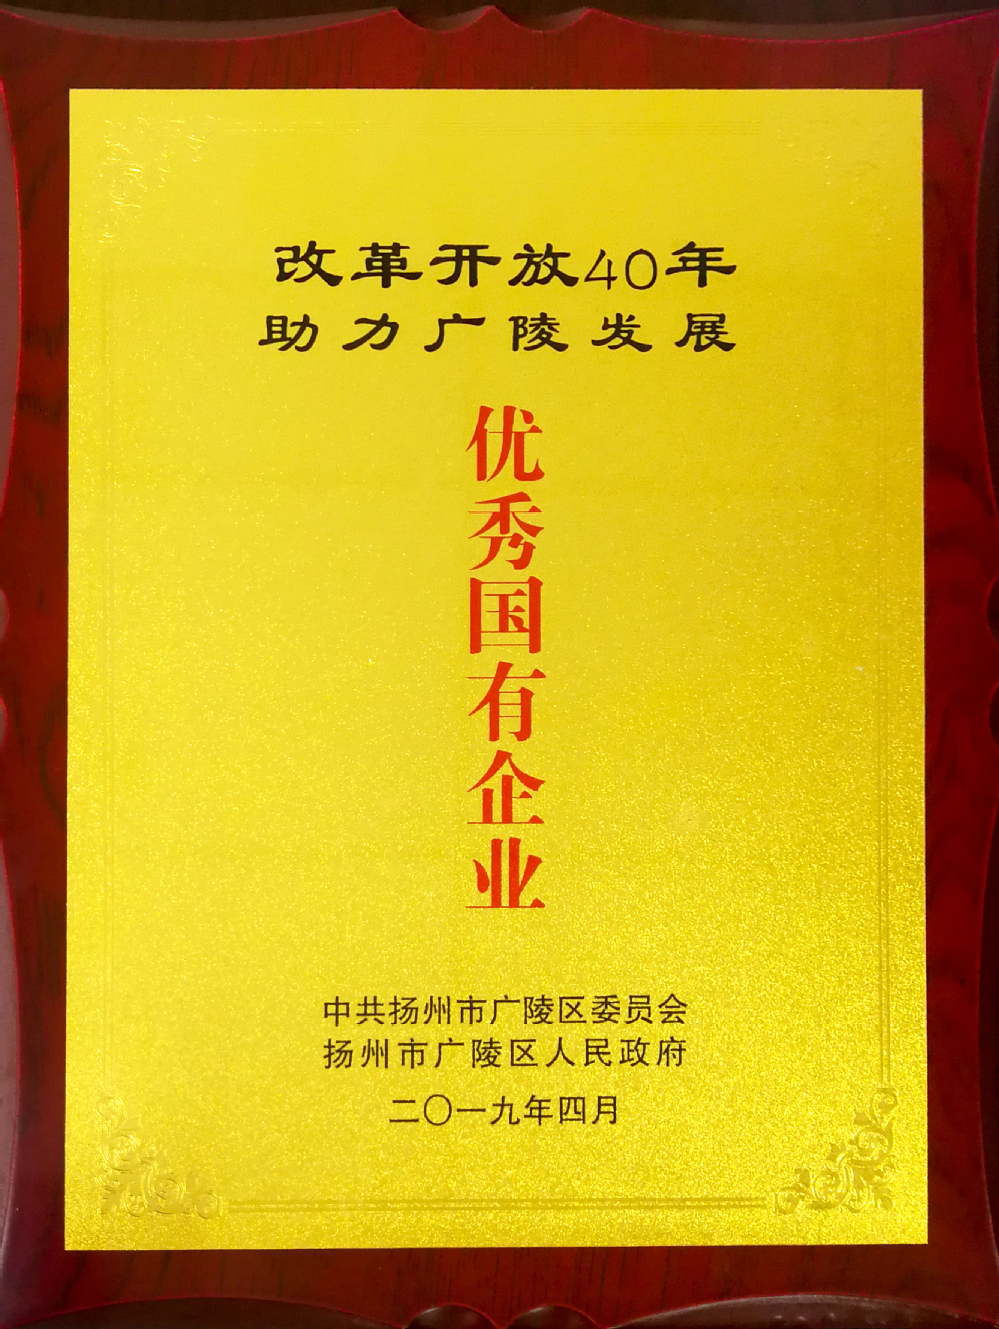 改革开放40年
助力广陵发展
优秀国有企业
中共扬州市广陵区委员会
扬州市广陵区人民政府
二〇一九年四月